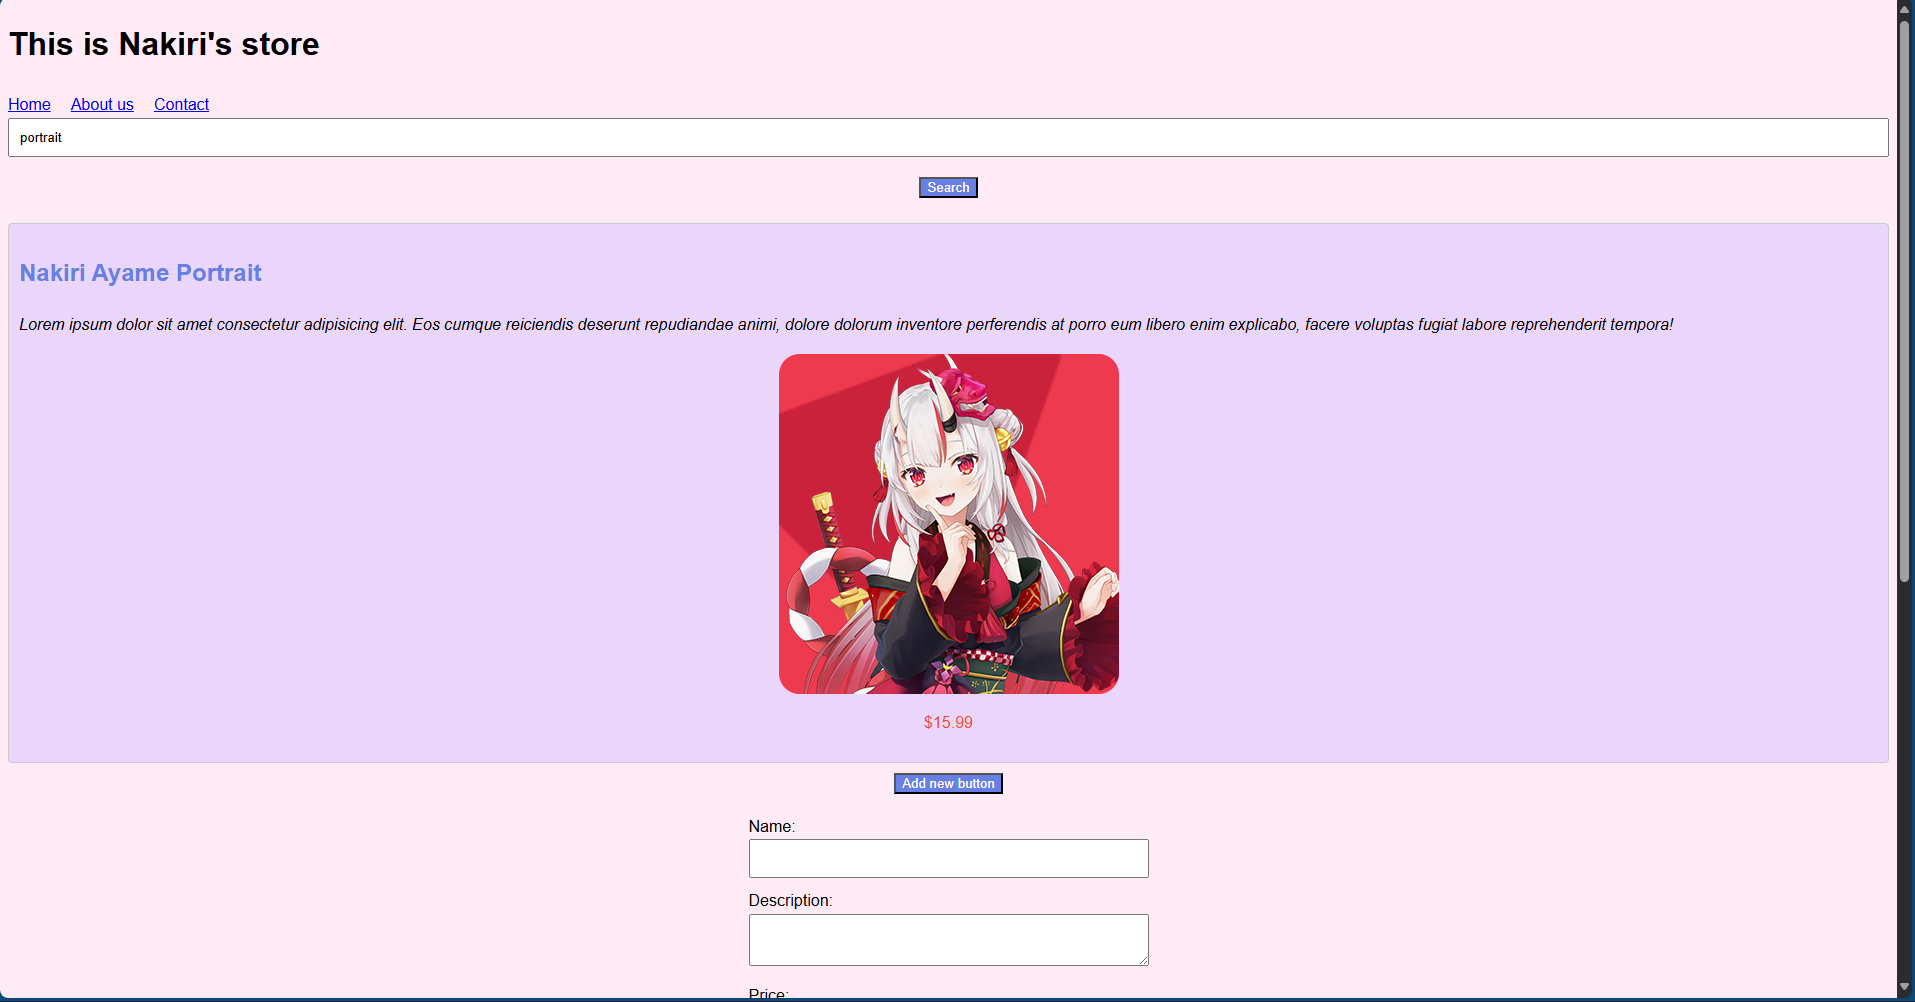 This is Nakiri's store
Home About us Contact
portrait
Search
Nakiri Ayame Portrait
Lorem ipsum dolor sit amet consectetur adipisicing elit. Eos cumque reiciendis deserunt repudiandae animi, dolore dolorum inventore perferendis at porro eum libero enim explicabo, facere voluptas fugiat labore reprehenderit tempora!
$15.99
Add new button
Name:
Description:
Price: